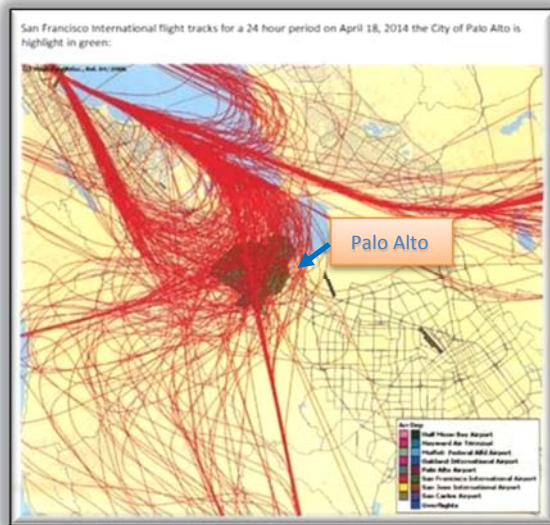 San Francisco International flight tracks for a 24 hour period on April 18, 2014 the City of Palo Alto is
highlight in green:
Palo Alto
Half Moon Bay Airport
Hayward Air Terminal
Moffett Federal Afld Airport
Oakland International Airport
Palo Alto Airport
San Francisco International Airport
San Jose International Airport
San Carlos Airport
Overflights